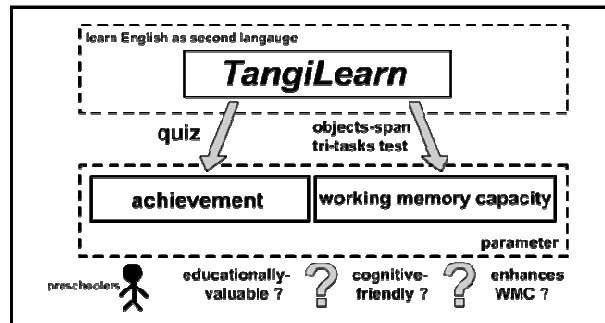 learn English as second langauge
TangiLearn
quiz
objects-span
tri-tasks test
achievement
working memory capacity
parameter
preschoolers
educationally-
valuable ?
?
cognitive-
friendly ?
?
enhances
WMC ?